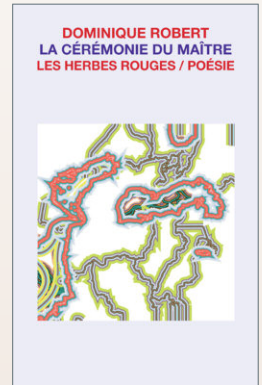 DOMINIQUE ROBERT
LA CÉRÉMONIE DU MAÎTRE
LES HERBES ROUGES / POÉSIE